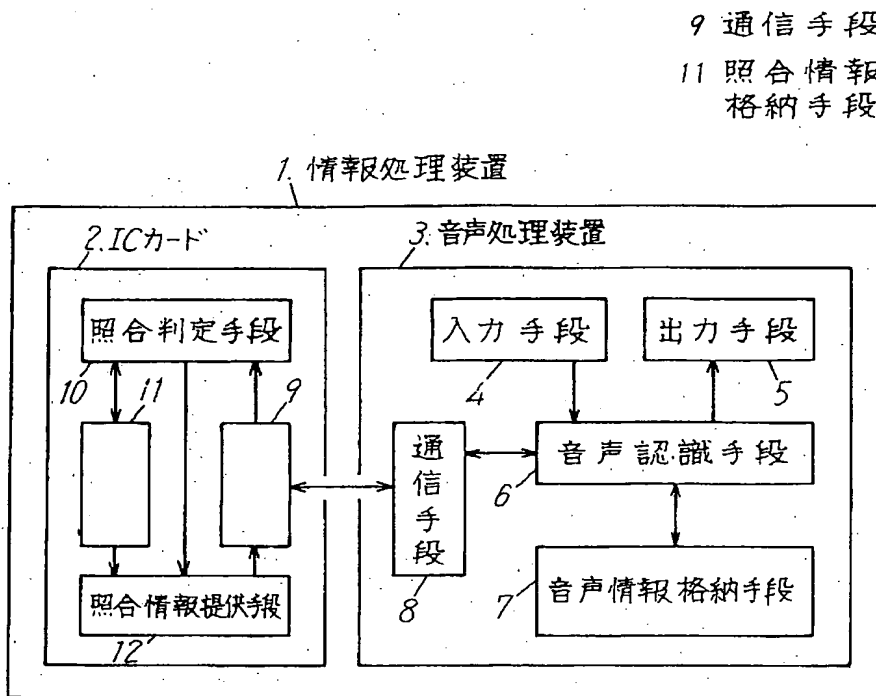 9 通信手段
11 照合情報
格納手段
1. 情報処理装置
2. ICカード
3. 音声処理装置
照合判定手段
入力手段
出力手段
10
11
9
4
5
通信手段
音声認識手段
6
照合情報提供手段
12
8
7
音声情報格納手段